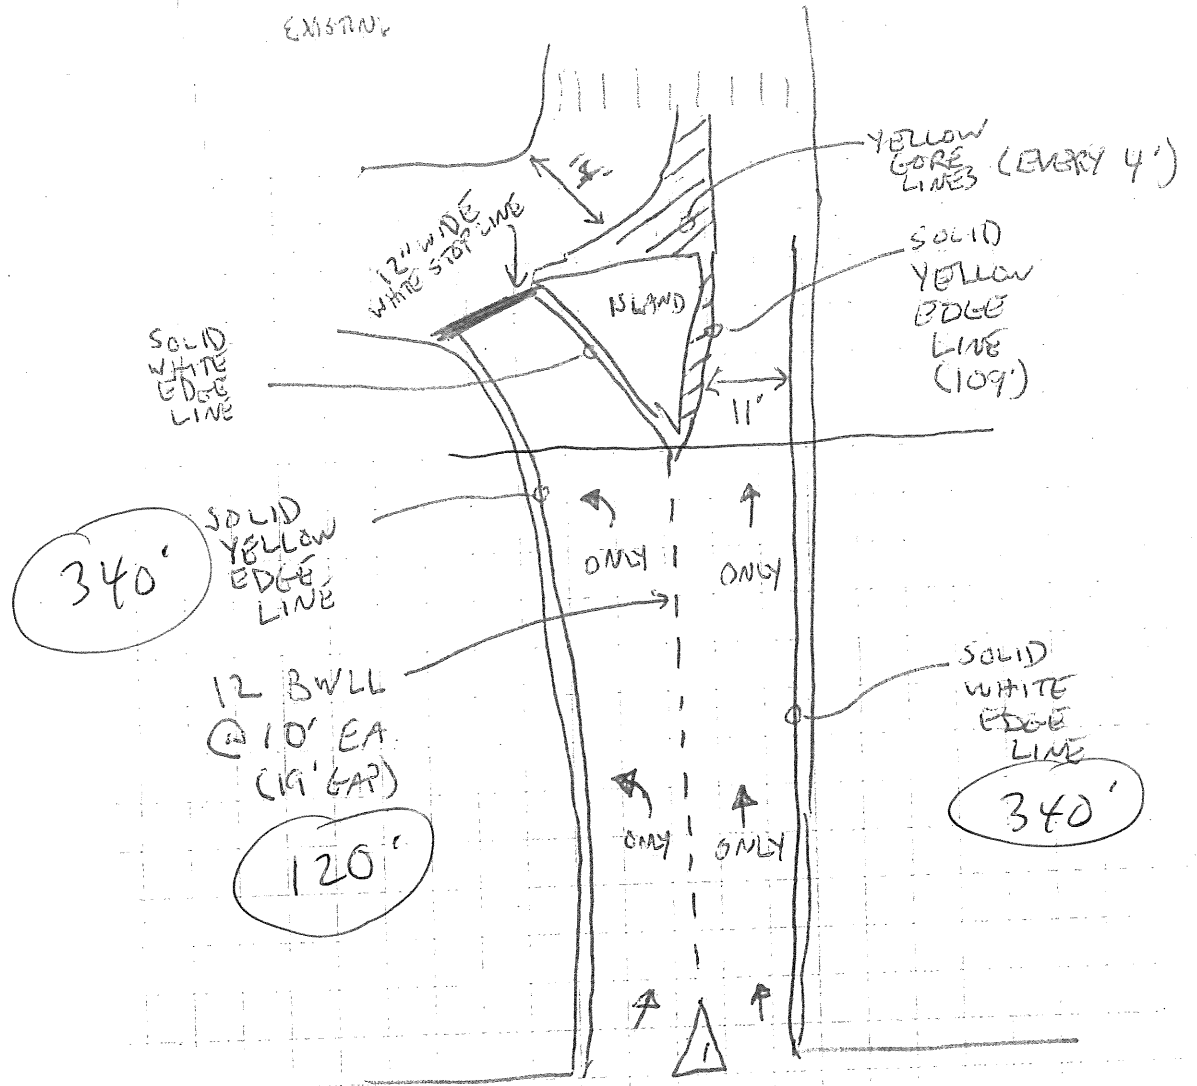 EXISTING
YELLOW
GORE
LINES
(EVERY 4')
12" WIDE
WHITE STOP LINE
SOLID
YELLOW
EDGE
LINE
(109')
ISLAND
SOLID
WHITE
EDGE
LINE
11'
SOLID
YELLOW
EDGE
LINE
340'
ONLY
ONLY
12 BWLL
@ 10' EA
(19' GAP)
120'
SOLID
WHITE
EDGE
LINE
340'
ONLY
ONLY
1